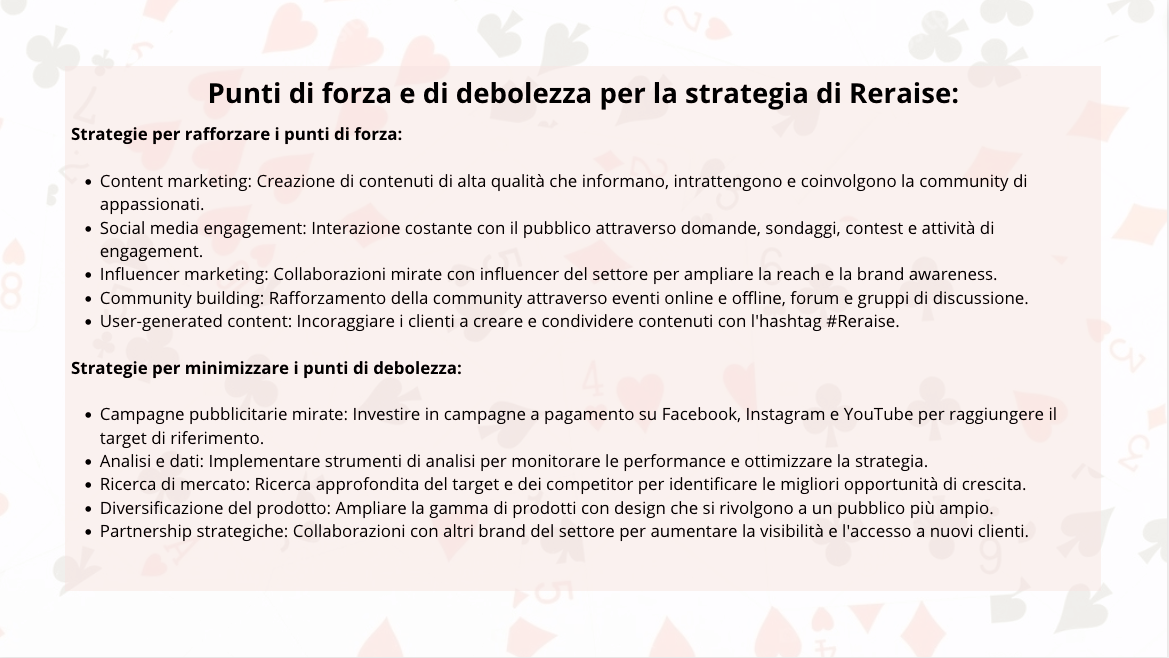 Punti di forza e di debolezza per la strategia di Reraise:
Strategie per rafforzare i punti di forza:
• Content marketing: Creazione di contenuti di alta qualità che informano, intrattengono e coinvolgono la community di
appassionati.
• Social media engagement: Interazione costante con il pubblico attraverso domande, sondaggi, contest e attività di
engagement.
• Influencer marketing: Collaborazioni mirate con influencer del settore per ampliare la reach e la brand awareness.
• Community building: Rafforzamento della community attraverso eventi online e offline, forum e gruppi di discussione.
• User-generated content: Incoraggiare i clienti a creare e condividere contenuti con l'hashtag #Reraise.
Strategie per minimizzare i punti di debolezza:
• Campagne pubblicitarie mirate: Investire in campagne a pagamento su Facebook, Instagram e YouTube per raggiungere il
target di riferimento.
• Analisi e dati: Implementare strumenti di analisi per monitorare le performance e ottimizzare la strategia.
• Ricerca di mercato: Ricerca approfondita del target e dei competitor per identificare le migliori opportunità di crescita.
• Diversificazione del prodotto: Ampliare la gamma di prodotti con design che si rivolgono a un pubblico più ampio.
• Partnership strategiche: Collaborazioni con altri brand del settore per aumentare la visibilità e l'accesso a nuovi clienti.